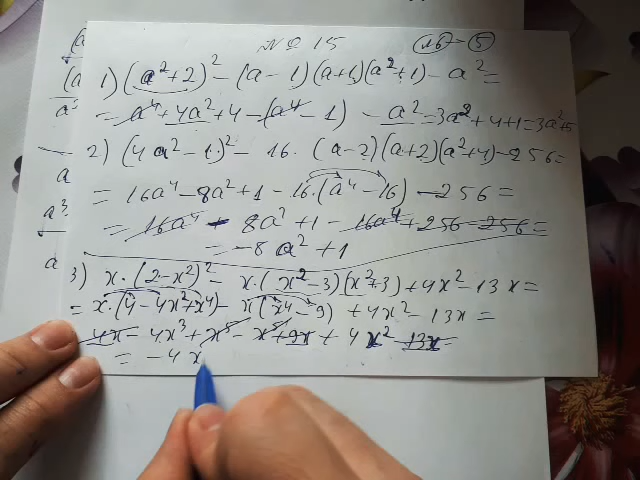 № 15 (16-5)
1) (a²+2)² - (a-1)(a+1)(a²+1) - a² =
= a⁴+4a²+4-(a⁴-1) - a² = 3a²+4+1=3a²+5
2) (4a²-1)² - 16·(a-2)(a+2)(a²+4)-256=
= 16a⁴-8a²+1-16·(a⁴-16)-256=
= 16a⁴-8a²+1-16a⁴+256-256=
= -8a²+1
3) x·(2-x²)² - x·(x²-3)(x²+3)+4x²-13x=
= x·(4-4x²+x⁴)-x(x⁴-9)+4x²-13x=
4x-4x³+x⁵-x⁵+9x+4x²-13x=
= -4x